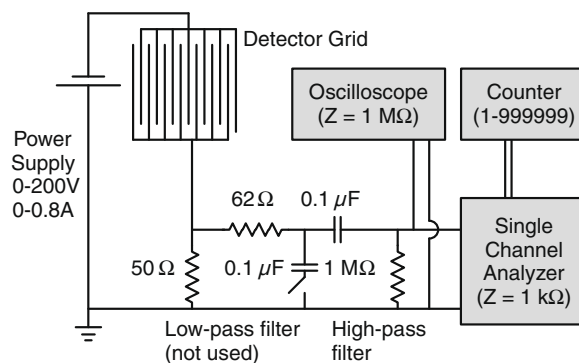 Detector Grid
Oscilloscope
(Z = 1 MΩ)
Counter
(1-999999)
Power
Supply
0-200V
0-0.8A
62 Ω
0.1 µF
50 Ω
0.1 µF
1 MΩ
Single
Channel
Analyzer
(Z = 1 kΩ)
Low-pass filter
(not used)
High-pass
filter